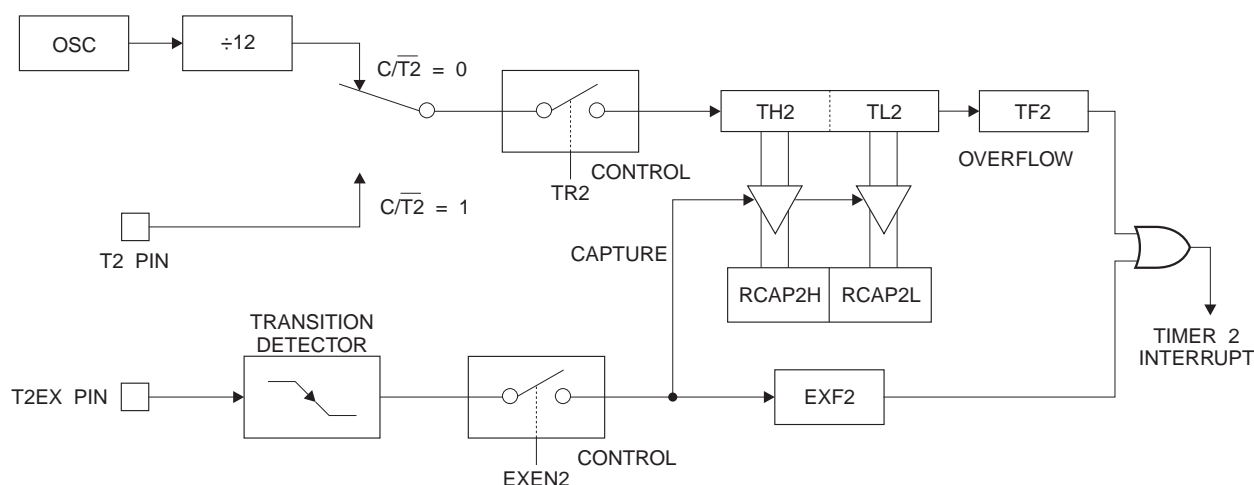 OSC
÷12
C/T2 = 0
TH2
TL2
TF2
OVERFLOW
CONTROL
TR2
C/T2 = 1
T2 PIN
CAPTURE
RCAP2H
RCAP2L
TRANSITION
DETECTOR
TIMER 2
INTERRUPT
T2EX PIN
EXF2
CONTROL
EXEN2